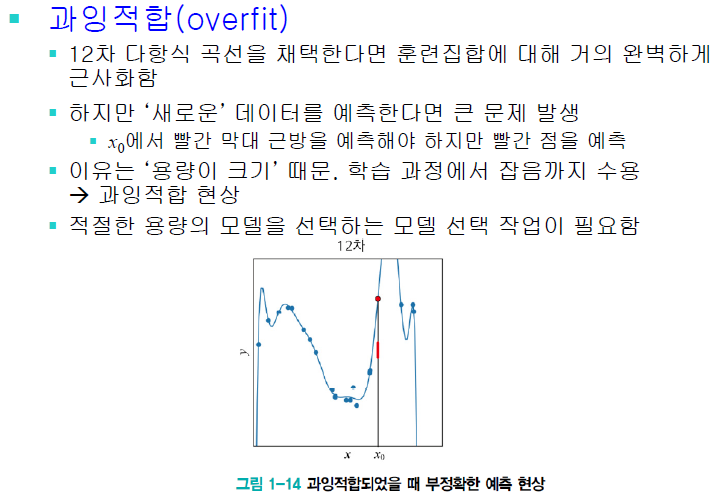 과잉적합(overfit)
12차 다항식 곡선을 채택한다면 훈련집합에 대해 거의 완벽하게
근사화함
하지만 ‘새로운’ 데이터를 예측한다면 큰 문제 발생
x0에서 빨간 막대 근방을 예측해야 하지만 빨간 점을 예측
이유는 ‘용량이 크기’ 때문. 학습 과정에서 잡음까지 수용
→ 과잉적합 현상
적절한 용량의 모델을 선택하는 모델 선택 작업이 필요함
12차
y
x x0
그림 1-14 과잉적합되었을 때 부정확한 예측 현상